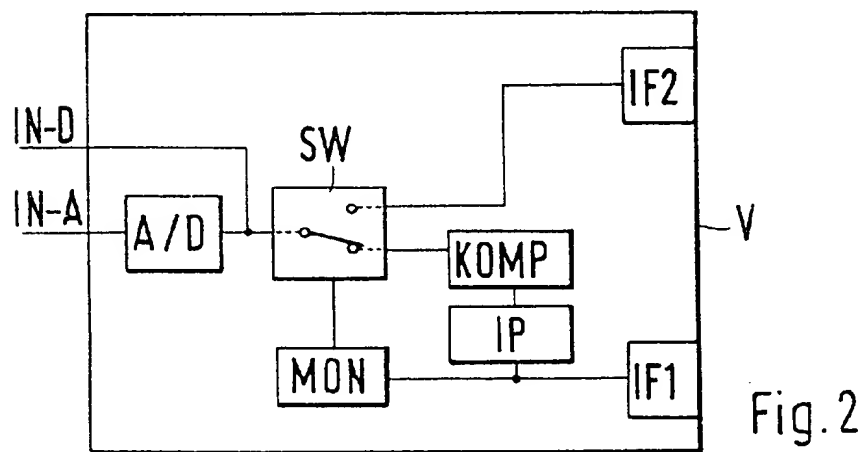 IF2
IN-D
SW
IN-A
A/D
V
KOMP
IP
MON
IF1
Fig. 2